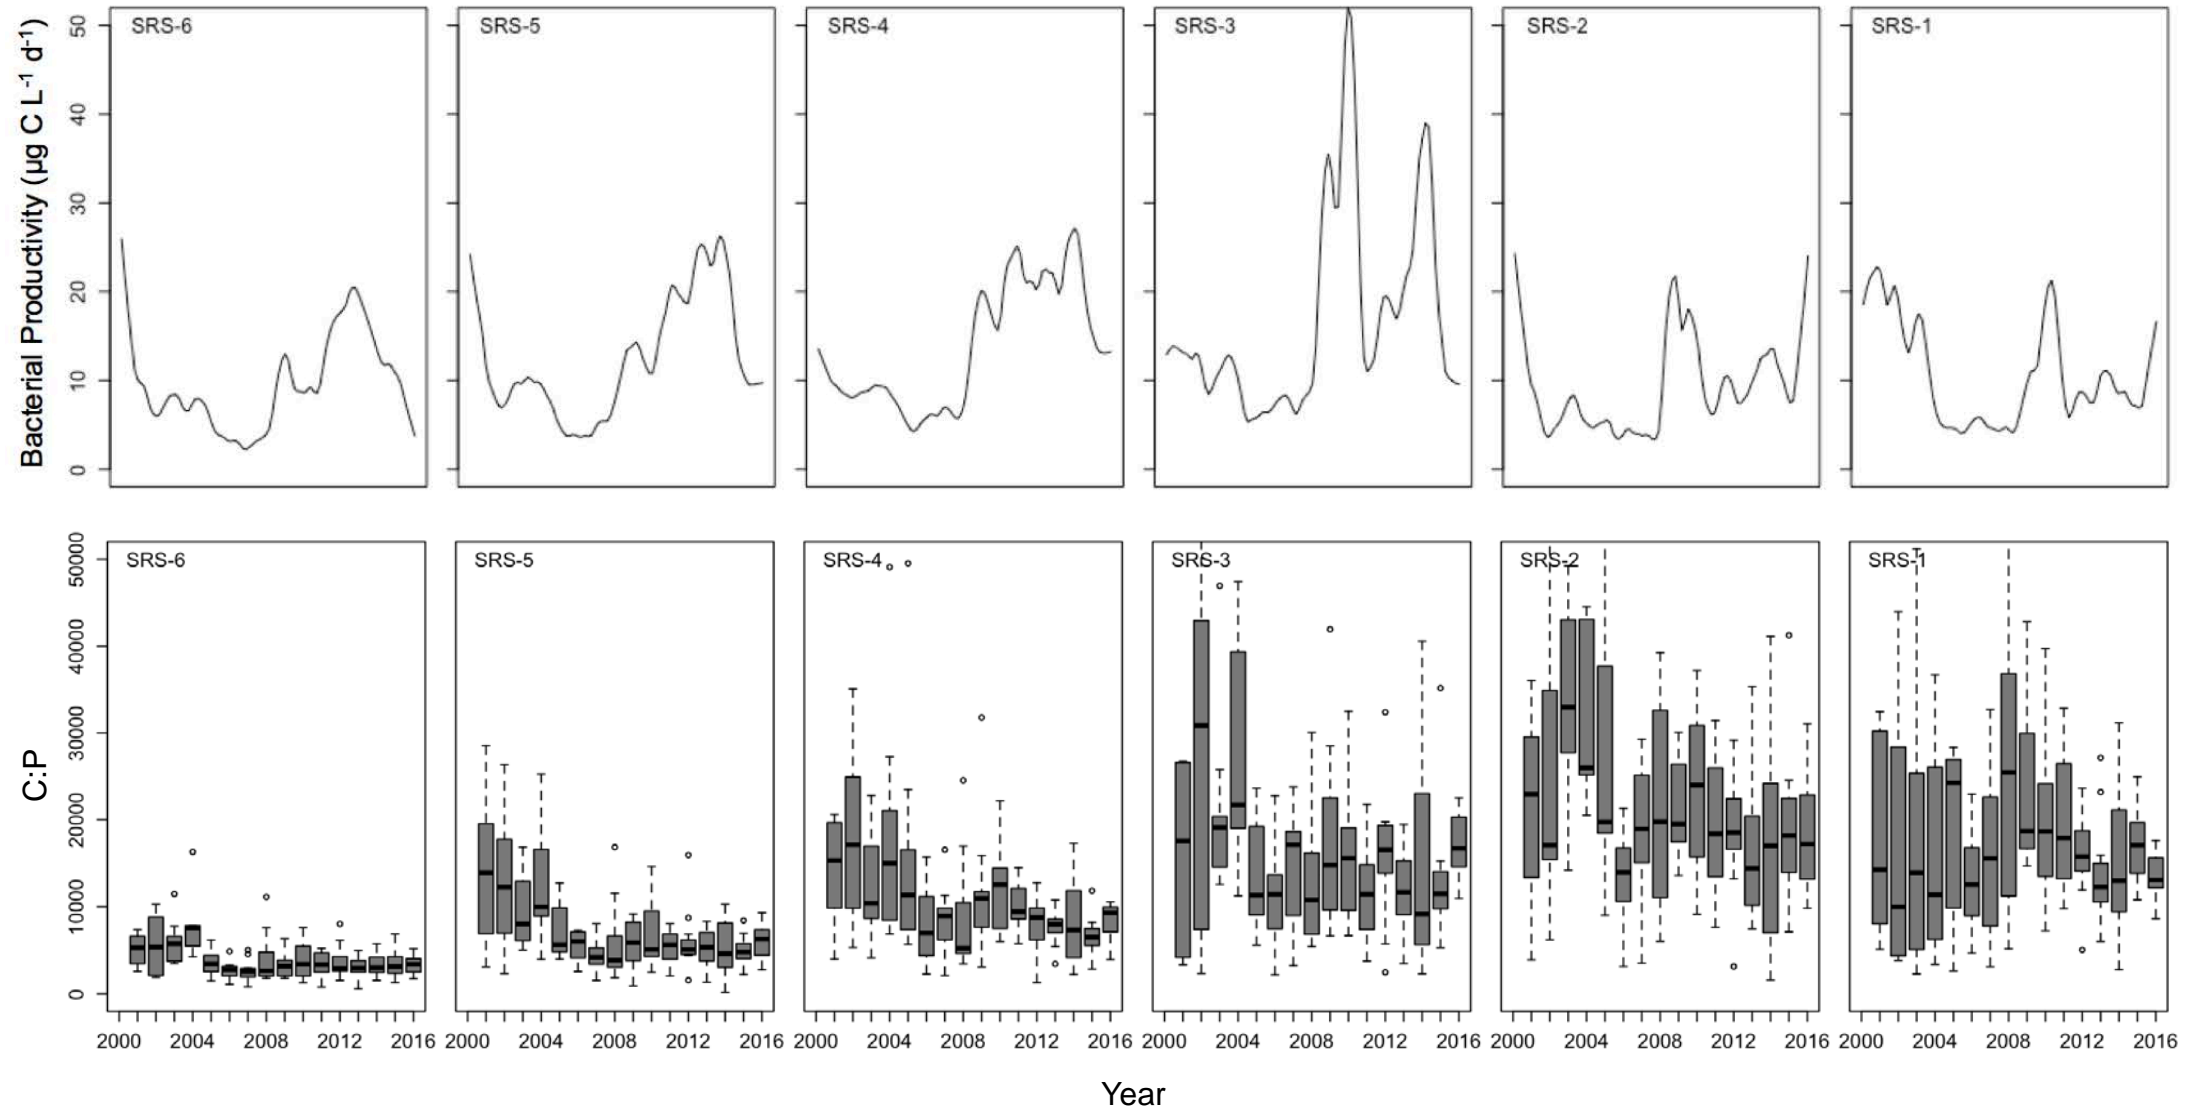 Bacterial Productivity (µg C L-1 d-1)
50
40
30
20
10
0
SRS-6
SRS-5
SRS-4
SRS-3
SRS-2
SRS-1
C:P
50000
40000
30000
20000
10000
0
SRS-6
SRS-5
SRS-4
SRS-3
SRS-2
SRS-1
2000 2004 2008 2012 2016 2000 2004 2008 2012 2016 2000 2004 2008 2012 2016 2000 2004 2008 2012 2016 2000 2004 2008 2012 2016 2000 2004 2008 2012 2016
Year